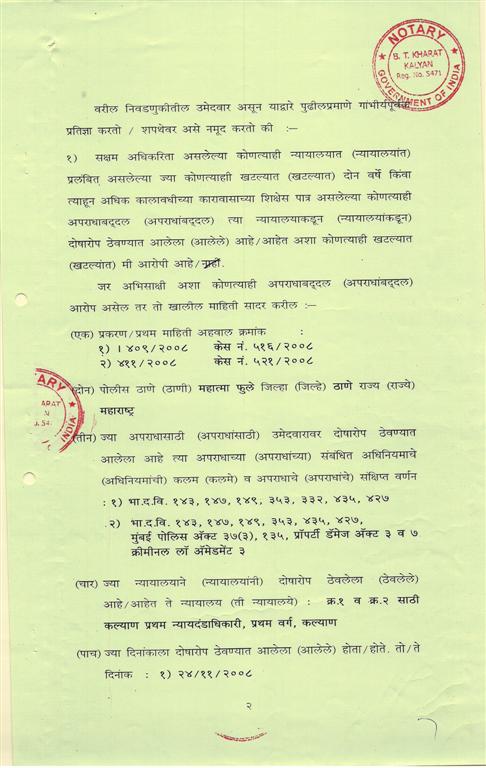 NOTARY
B. T. KHARAT
KALYAN
Reg. No. 5471
GOVERNMENT OF INDIA
वरील निवडणुकीतील उमेदवार असून याद्वारे पुढीलप्रमाणे गांभीर्यपूर्वक
प्रतिज्ञा करतो / शपथेवर असे नमूद करतो की :—
१) सक्षम अधिकारिता असलेल्या कोणत्याही न्यायालयात (न्यायालयांत)
प्रलंबित असलेल्या ज्या कोणत्याही खटल्यात (खटल्यात) दोन वर्षे किंवा
त्याहून अधिक कालावधीच्या कारावासाच्या शिक्षेस पात्र असलेल्या कोणत्याही
अपराधाबद्दल (अपराधांबद्दल) त्या न्यायालयाकडून (न्यायालयांकडून)
दोषारोप ठेवण्यात आलेला (आलेले) आहे/आहेत अशा कोणत्याही खटल्यात
(खटल्यांत) मी आरोपी आहे/नाही.
जर अभिसाक्षी अशा कोणत्याही अपराधाबद्दल (अपराधांबद्दल)
आरोप असेल तर तो खालील माहिती सादर करील :—
(एक) प्रकरण/प्रथम माहिती अहवाल क्रमांक :
१) । ४०९/२००८ केस नं. ५१६/२००८
२) ४११/२००८ केस नं. ५२१/२००८
NOTARY
ARAT
N
INDIA
(दोन) पोलीस ठाणे (ठाणी) महात्मा फुले जिल्हा (जिल्हे) ठाणे राज्य (राज्ये)
महाराष्ट्र
(तीन) ज्या अपराधासाठी (अपराधांसाठी) उमेदवारावर दोषारोप ठेवण्यात
आलेला आहे त्या अपराधाच्या (अपराधांच्या) संबंधित अधिनियमाचे
(अधिनियमांची) कलम (कलमे) व अपराधाचे (अपराधांचे) संक्षिप्त वर्णन
: १) भा.द.वि. १४३, १४७, १४९, ३५३, ३३२, ४३५, ४२७
२) भा.द.वि. १४३, १४७, १४९, ३५३, ४३५, ४२७,
मुंबई पोलिस ॲक्ट ३७(३), १३५, प्रॉपर्टी डॅमेज ॲक्ट ३ व ७
क्रीमीनल लॉ ॲमेडमेंट ३
(चार) ज्या न्यायालयाने (न्यायालयांनी) दोषारोप ठेवलेला (ठेवलेले)
आहे/आहेत ते न्यायालय (ती न्यायालये) : क्र.१ व क्र.२ साठी
कल्याण प्रथम न्यायदंडाधिकारी, प्रथम वर्ग, कल्याण
(पाच) ज्या दिनांकाला दोषारोप ठेवण्यात आलेला (आलेले) होता/होते. तो/ते
दिनांक : १) २४/११/२००८
२